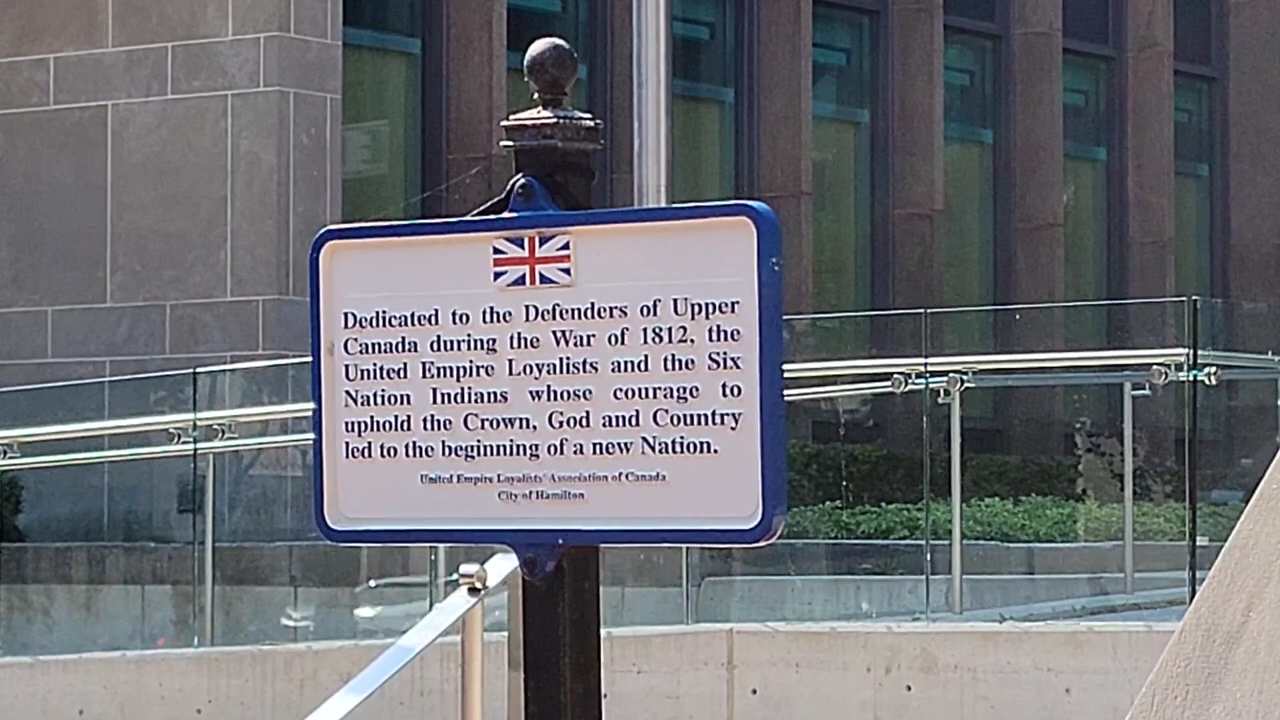 Dedicated to the Defenders of Upper
Canada during the War of 1812, the
United Empire Loyalists and the Six
Nation Indians whose courage to
uphold the Crown, God and Country
led to the beginning of a new Nation.
United Empire Loyalists' Association of Canada
City of Hamilton